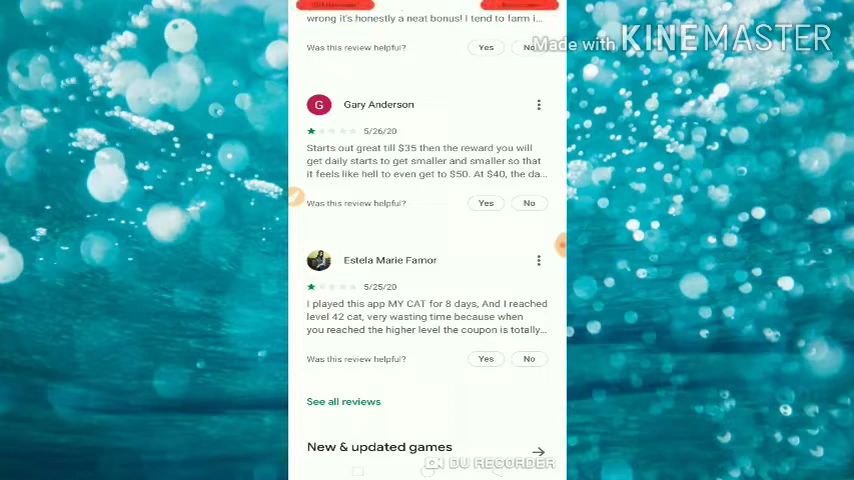 wrong it's honestly a neat bonus! I tend to farm i...
Was this review helpful?
Yes
No
Made with KINEMASTER
G
Gary Anderson
5/26/20
Starts out great till $35 then the reward you will
get daily starts to get smaller and smaller so that
it feels like hell to even get to $50. At $40, the da...
Was this review helpful?
Yes
No
Estela Marie Famor
5/25/20
I played this app MY CAT for 8 days, And I reached
level 42 cat, very wasting time because when
you reached the higher level the coupon is totally...
Was this review helpful?
Yes
No
See all reviews
New & updated games
DU RECORDER